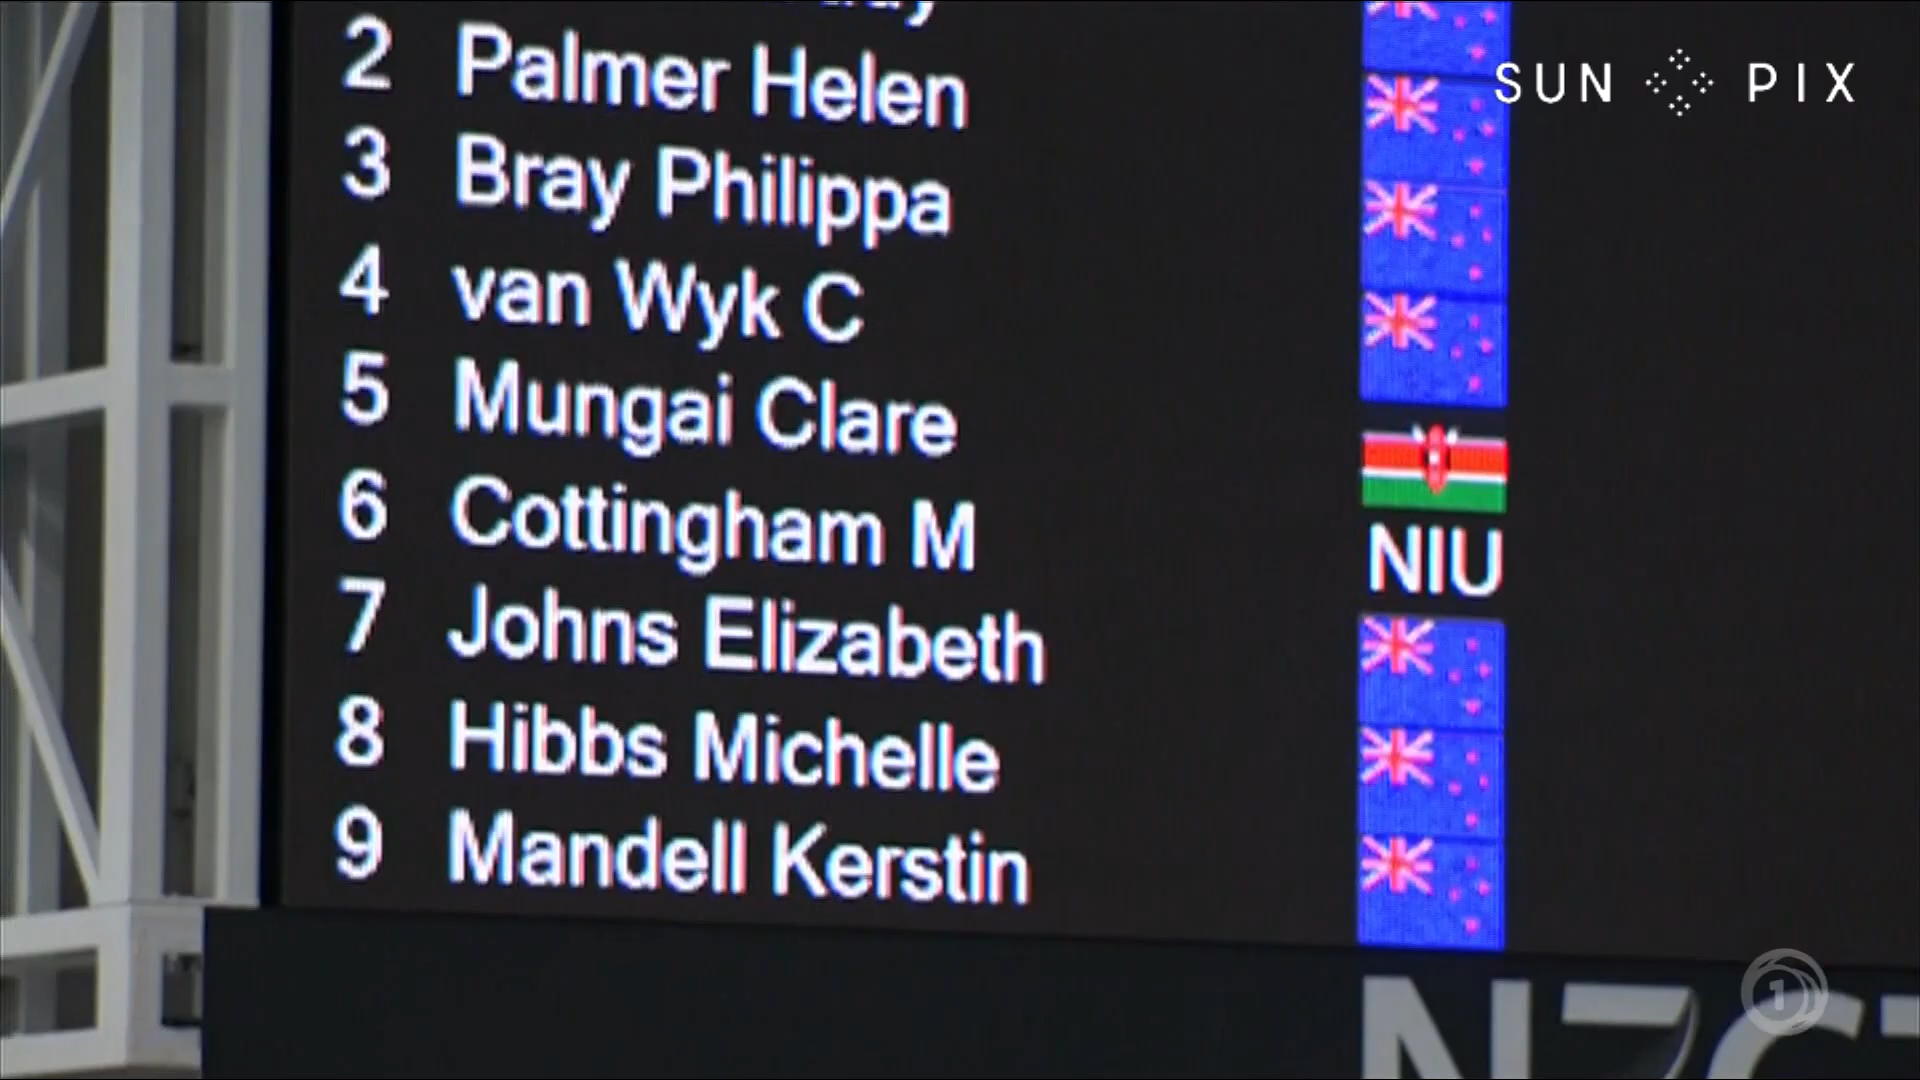 2 Palmer Helen
SUN PIX
3 Bray Philippa
4 van Wyk C
5 Mungai Clare
6 Cottingham M NIU
7 Johns Elizabeth
8 Hibbs Michelle
9 Mandell Kerstin
1